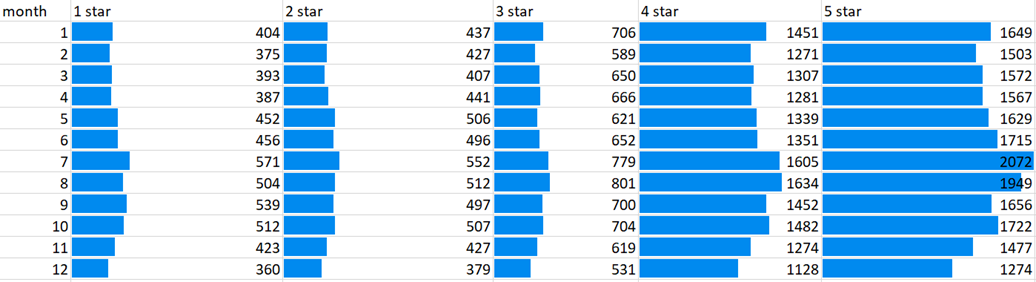 month 1 star 2 star 3 star 4 star 5 star
1 404 437 706 1451 1649
2 375 427 589 1271 1503
3 393 407 650 1307 1572
4 387 441 666 1281 1567
5 452 506 621 1339 1629
6 456 496 652 1351 1715
7 571 552 779 1605 2072
8 504 512 801 1634 1949
9 539 497 700 1452 1656
10 512 507 704 1482 1722
11 423 427 619 1274 1477
12 360 379 531 1128 1274